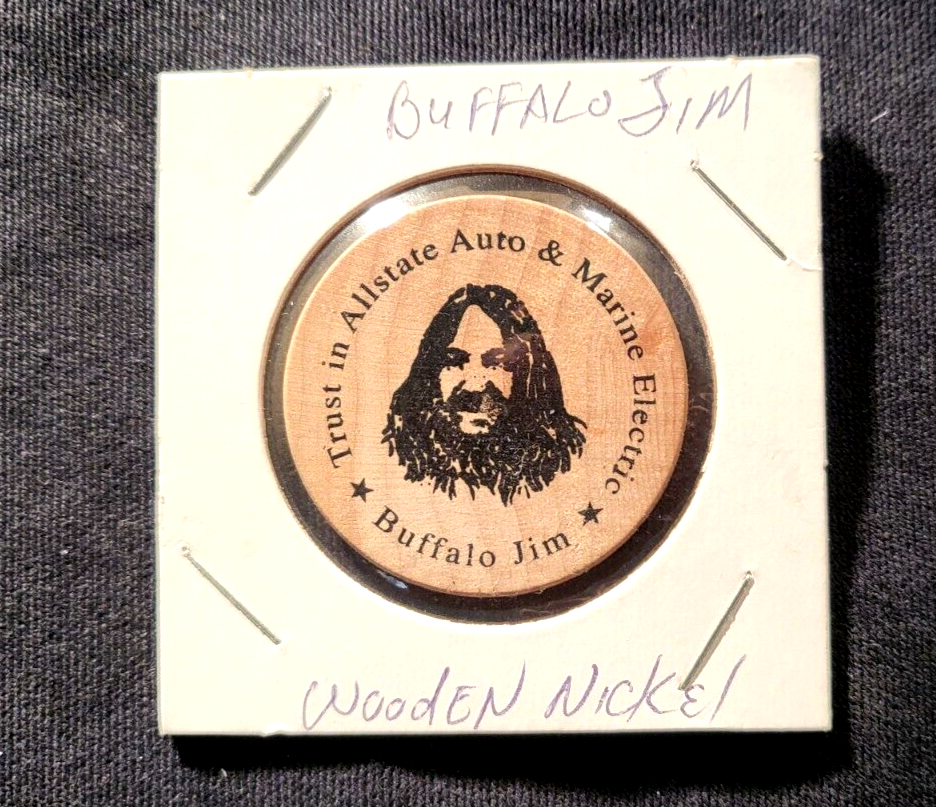 BUFFALO JIM
Trust in Allstate Auto & Marine Electric
★ Buffalo Jim ★
WOODEN NICKEl